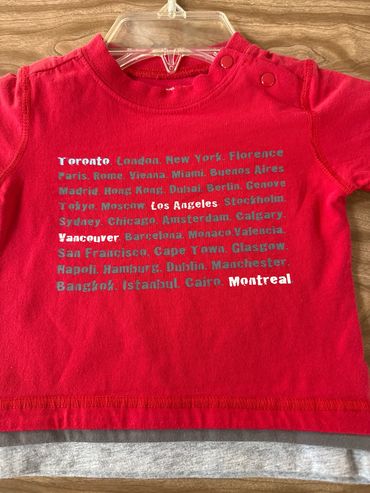 Toronto. London. New York. Florence
Paris. Rome. Vienna. Miami. Buenos Aires
Madrid. Hong Kong. Dubai. Berlin. Genove
Tokyo. Moscow. Los Angeles. Stockholm.
Sydney. Chicago. Amsterdam. Calgary.
Vancouver. Barcelona. Monaco.Valencia.
San Francisco. Cape Town. Glasgow.
Napoli. Hamburg. Dublin. Manchester.
Bangkok. Istanbul. Cairo. Montreal